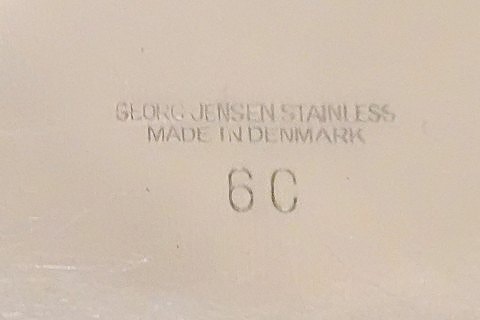 GEORG JENSEN STAINLESS
MADE IN DENMARK
6C